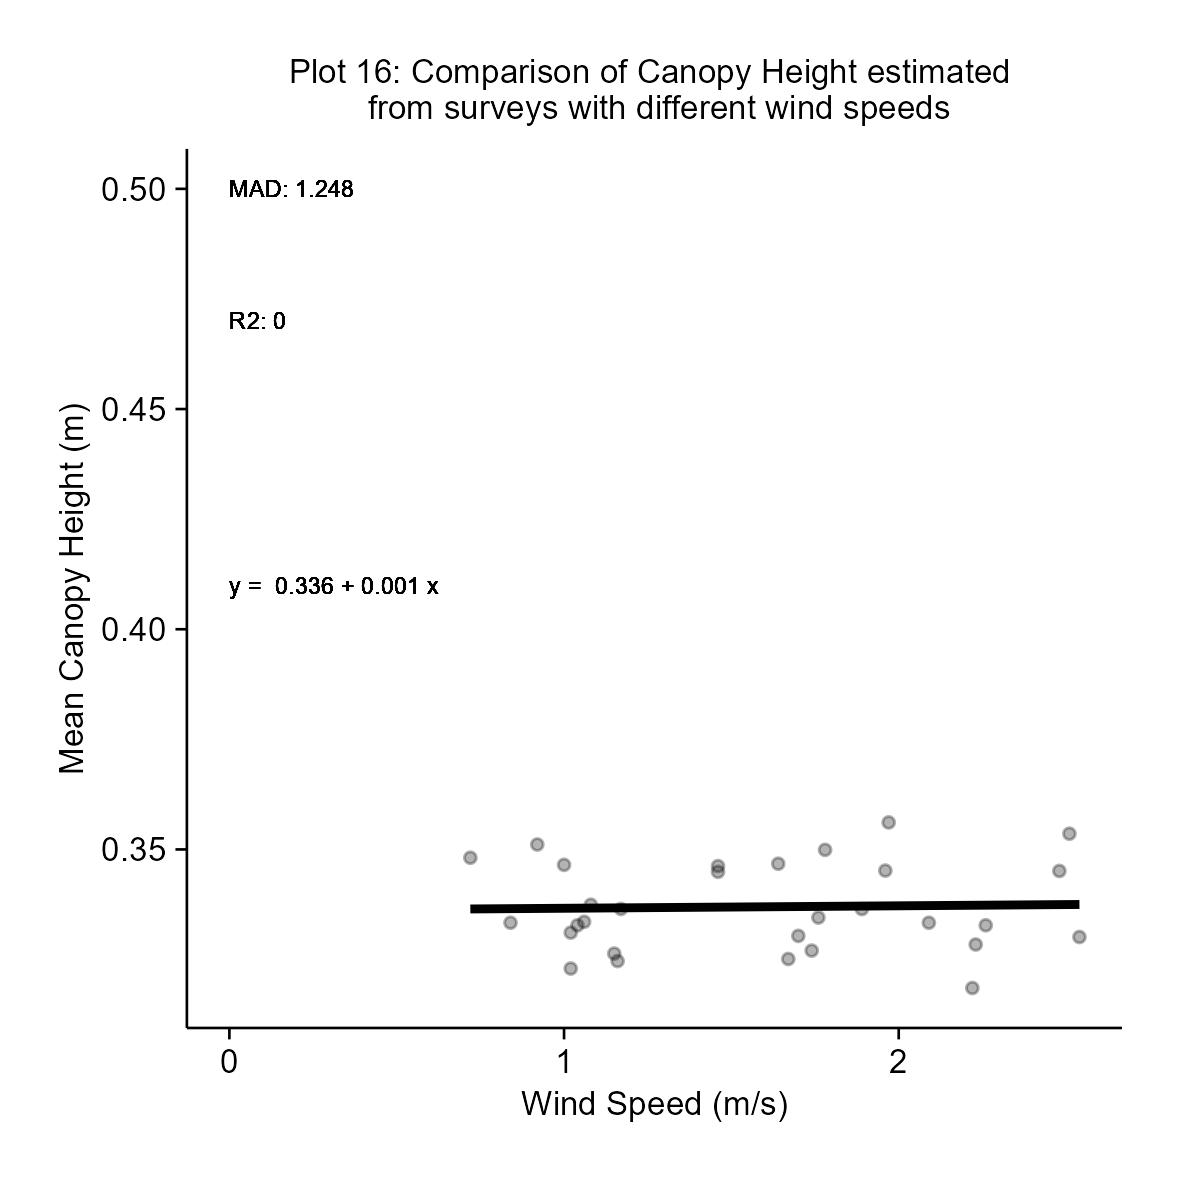 Plot 16: Comparison of Canopy Height estimated
from surveys with different wind speeds
0.50
MAD: 1.248
R2: 0
0.45
y =  0.336 + 0.001 x
0.40
0.35
Mean Canopy Height (m)
0
1
2
Wind Speed (m/s)